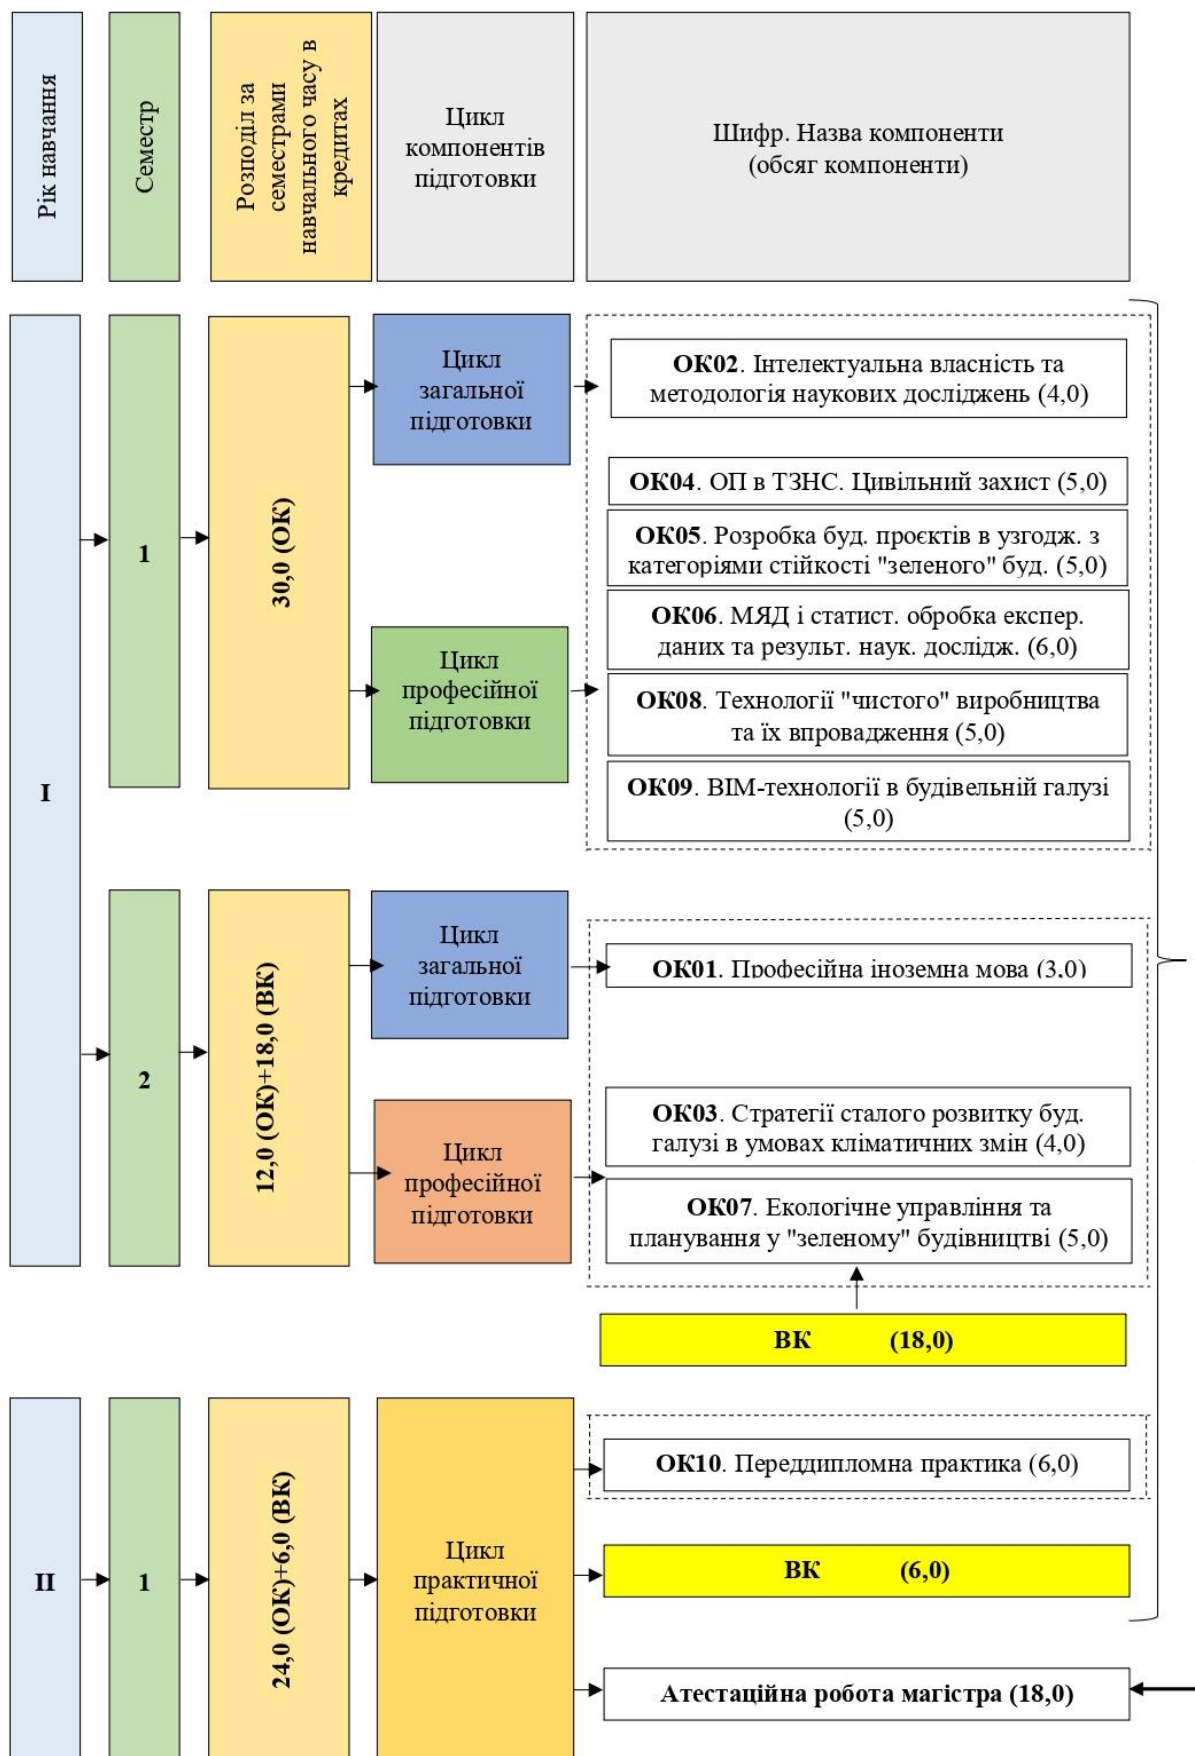 Рік навчання
Семестр
Розподіл за
семестрами
навчального часу в
кредитах
Цикл
компонентів
підготовки
Шифр. Назва компоненти
(обсяг компоненти)
I
1
30,0 (ОК)
Цикл
загальної
підготовки
ОК02. Інтелектуальна власність та
методологія наукових досліджень (4,0)
ОК04. ОП в ТЗНС. Цивільний захист (5,0)
ОК05. Розробка буд. проєктів в узгодж. з
категоріями стійкості "зеленого" буд. (5,0)
ОК06. МЯД і статист. обробка експер.
даних та результ. наук. дослідж. (6,0)
Цикл
професійної
підготовки
ОК08. Технології "чистого" виробництва
та їх впровадження (5,0)
ОК09. BIM-технології в будівельній галузі
(5,0)
2
12,0 (ОК)+18,0 (ВК)
Цикл
загальної
підготовки
ОК01. Професійна іноземна мова (3,0)
Цикл
професійної
підготовки
ОК03. Стратегії сталого розвитку буд.
галузі в умовах кліматичних змін (4,0)
ОК07. Екологічне управління та
планування у "зеленому" будівництві (5,0)
ВК (18,0)
II
1
24,0 (ОК)+6,0 (ВК)
Цикл
практичної
підготовки
ОК10. Переддипломна практика (6,0)
ВК (6,0)
Атестаційна робота магістра (18,0)